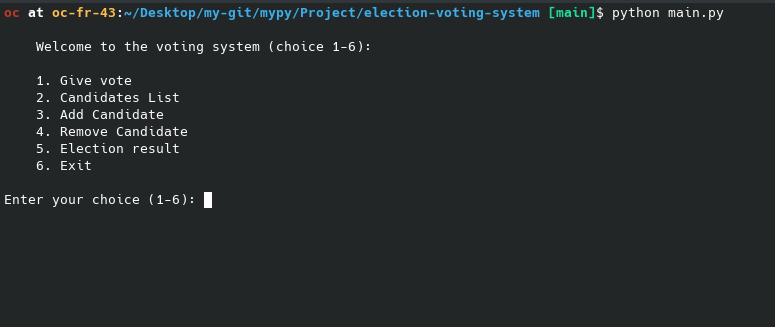 oc at oc-fr-43:~/Desktop/my-git/mypy/Project/election-voting-system [main]$ python main.py
Welcome to the voting system (choice 1-6):
1. Give vote
2. Candidates List
3. Add Candidate
4. Remove Candidate
5. Election result
6. Exit
Enter your choice (1-6):